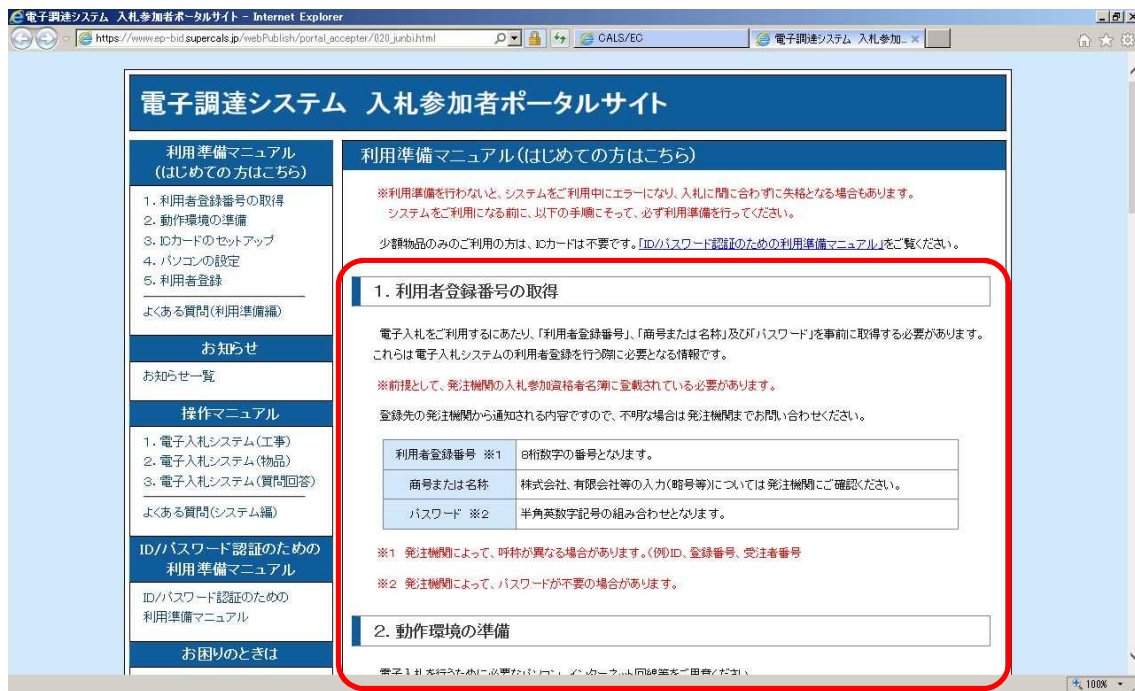 電子調達システム 入札参加者ポータルサイト - Internet Explorer
https://www.ep-bid.supercals.jp/webPublish/portal_accepter/020_junbi.html
CALS/EC
電子調達システム 入札参加...
電子調達システム 入札参加者ポータルサイト
利用準備マニュアル
(はじめての方はこちら)
1. 利用者登録番号の取得
2. 動作環境の準備
3. ICカードのセットアップ
4. パソコンの設定
5. 利用者登録
よくある質問(利用準備編)
お知らせ
お知らせ一覧
操作マニュアル
1. 電子入札システム(工事)
2. 電子入札システム(物品)
3. 電子入札システム(質問回答)
よくある質問(システム編)
ID/パスワード認証のための
利用準備マニュアル
ID/パスワード認証のための
利用準備マニュアル
お困りのときは
利用準備マニュアル(はじめての方はこちら)
※利用準備を行わないと、システムをご利用中にエラーになり、入札に間に合わずに失格となる場合もあります。
システムをご利用になる前に、以下の手順にそって、必ず利用準備を行ってください。
少額物品のみのご利用の方は、ICカードは不要です。「ID/パスワード認証のための利用準備マニュアル」をご覧ください。
1. 利用者登録番号の取得
電子入札をご利用するにあたり、「利用者登録番号」、「商号または名称」及び「パスワード」を事前に取得する必要があります。
これらは電子入札システムの利用者登録を行う際に必要となる情報です。
※前提として、発注機関の入札参加資格者名簿に登載されている必要があります。
登録先の発注機関から通知される内容ですので、不明な場合は発注機関までお問い合わせください。
利用者登録番号 ※1 8桁数字の番号となります。
商号または名称 株式会社、有限会社等の入力(略号等)については発注機関にご確認ください。
パスワード ※2 半角英数字記号の組み合わせとなります。
※1 発注機関によって、呼称が異なる場合があります。(例)ID、登録番号、受注者番号
※2 発注機関によって、パスワードが不要の場合があります。
2. 動作環境の準備
電子入札を行うために必要なパソコン、インターネット回線等をご用意ください。
100%